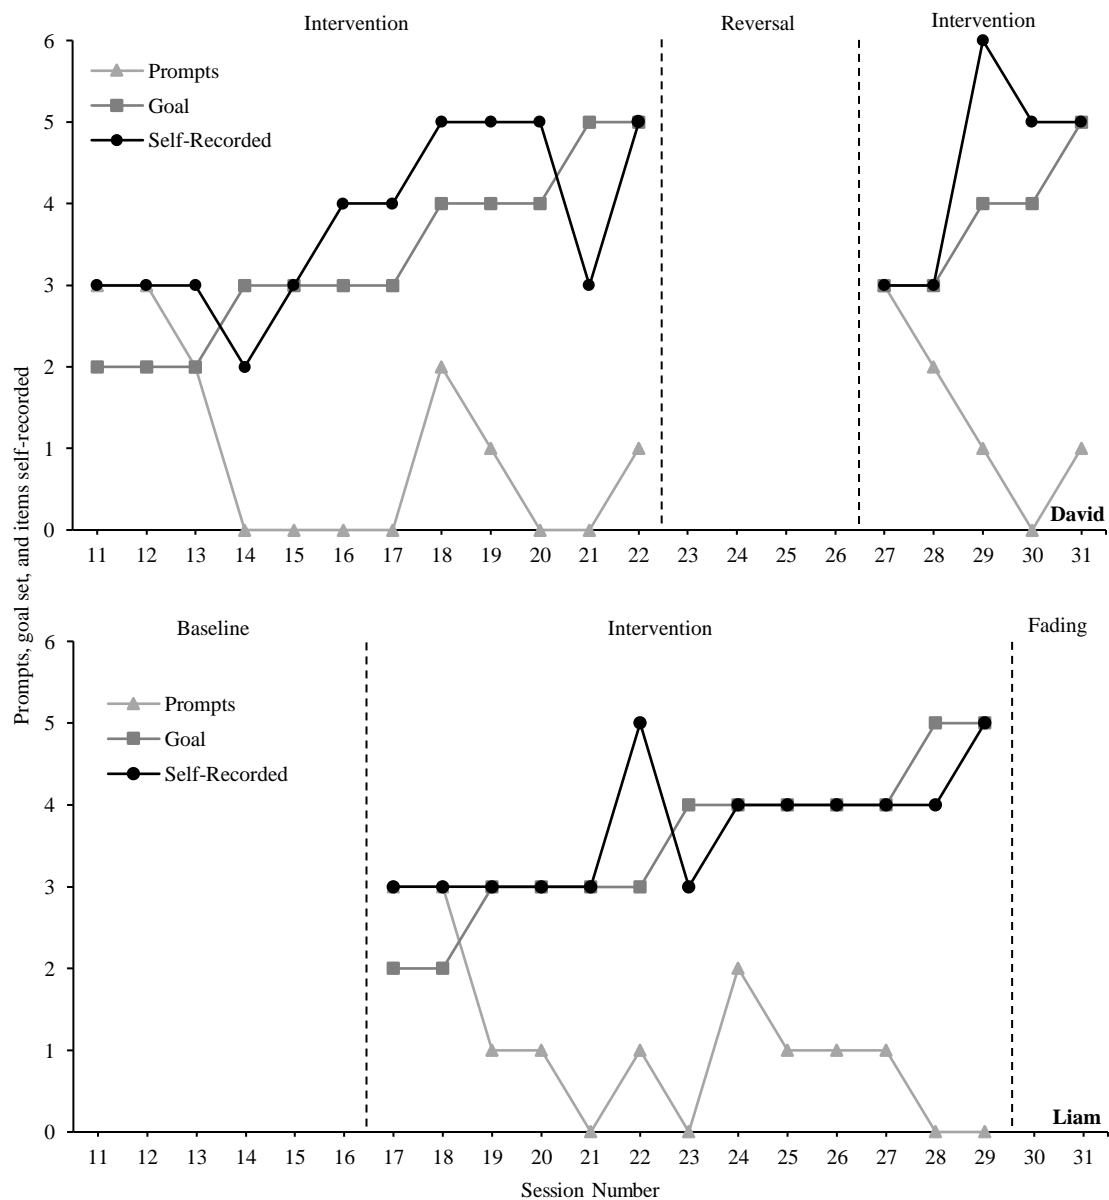 Intervention Reversal Intervention
6
Prompts
Goal
5
Self-Recorded
4
3
2
1
0
David
11 12 13 14 15 16 17 18 19 20 21 22 23 24 25 26 27 28 29 30 31
Prompts, goal set, and items self-recorded
Baseline Intervention Fading
6
Prompts
5
Goal
Self-Recorded
4
3
2
1
0
Liam
11 12 13 14 15 16 17 18 19 20 21 22 23 24 25 26 27 28 29 30 31
Session Number